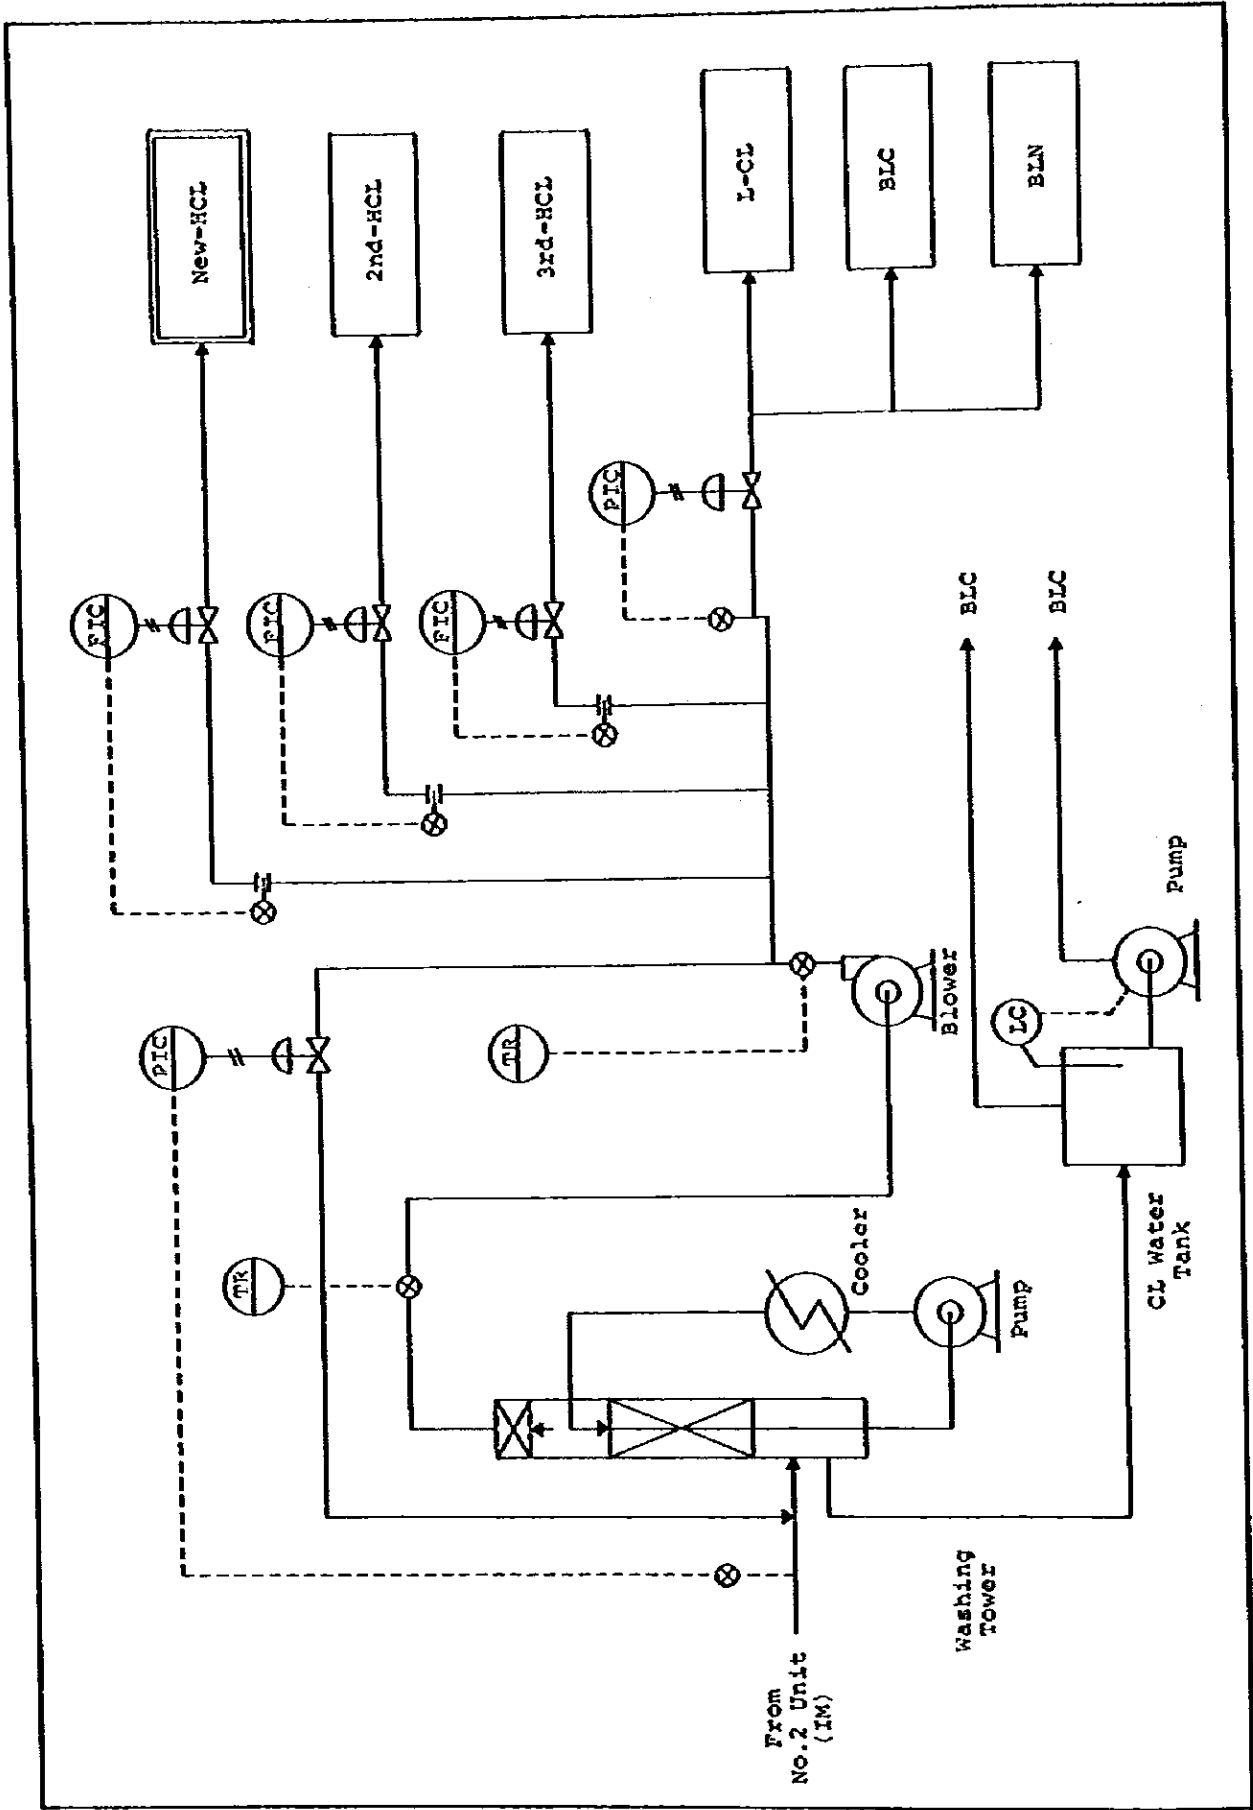 New-HCL
2nd-HCL
3rd-HCL
L-CL
BLC
BLN
FIC
FIC
FIC
PIC
PIC
TR
TR
BLC
BLC
LC
Pump
Blower
Cooler
Pump
CL Water
Tank
Washing
Tower
From
No.2 Unit
(IM)